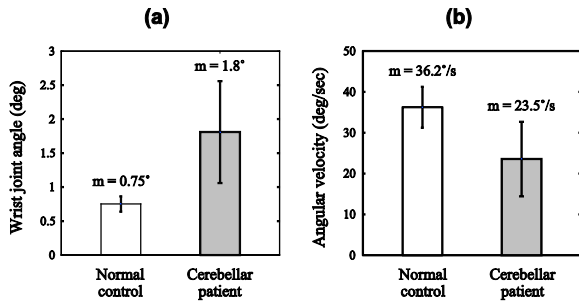 (a)
Wrist joint angle (deg)
3
2.5
2
1.5
1
0.5
0
m = 0.75˚
m = 1.8˚
Normal
control
Cerebellar
patient
(b)
Angular velocity (deg/sec)
50
40
30
20
10
0
m = 36.2˚/s
m = 23.5˚/s
Normal
control
Cerebellar
patient